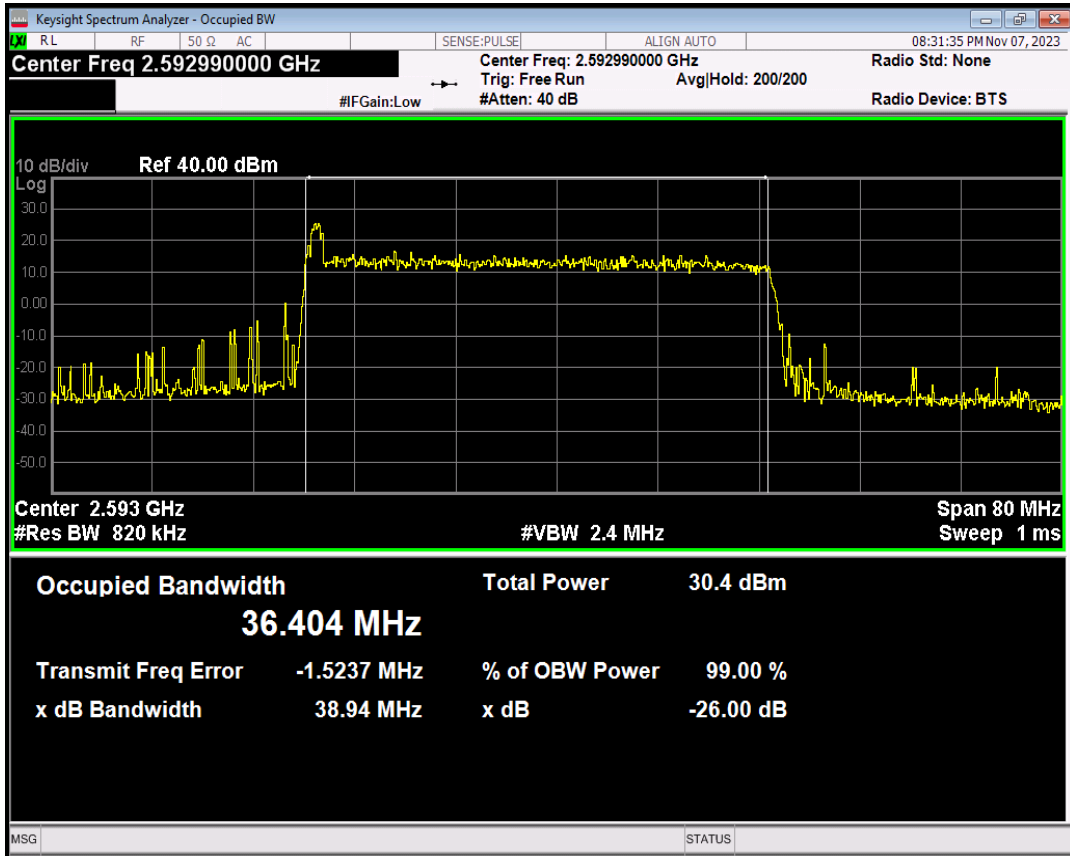 Keysight Spectrum Analyzer - Occupied BW
LXI RL RF 50 Ω AC SENSE:PULSE ALIGN AUTO 08:31:35 PM Nov 07, 2023
Center Freq 2.592990000 GHz
Center Freq: 2.592990000 GHz Radio Std: None
Trig: Free Run Avg|Hold: 200/200
#IFGain:Low #Atten: 40 dB Radio Device: BTS
10 dB/div Ref 40.00 dBm
Log
30.0
20.0
10.0
0.00
-10.0
-20.0
-30.0
-40.0
-50.0
Center 2.593 GHz Span 80 MHz
#Res BW 820 kHz #VBW 2.4 MHz Sweep 1 ms
Occupied Bandwidth Total Power 30.4 dBm
36.404 MHz
Transmit Freq Error -1.5237 MHz % of OBW Power 99.00 %
x dB Bandwidth 38.94 MHz x dB -26.00 dB
MSG STATUS